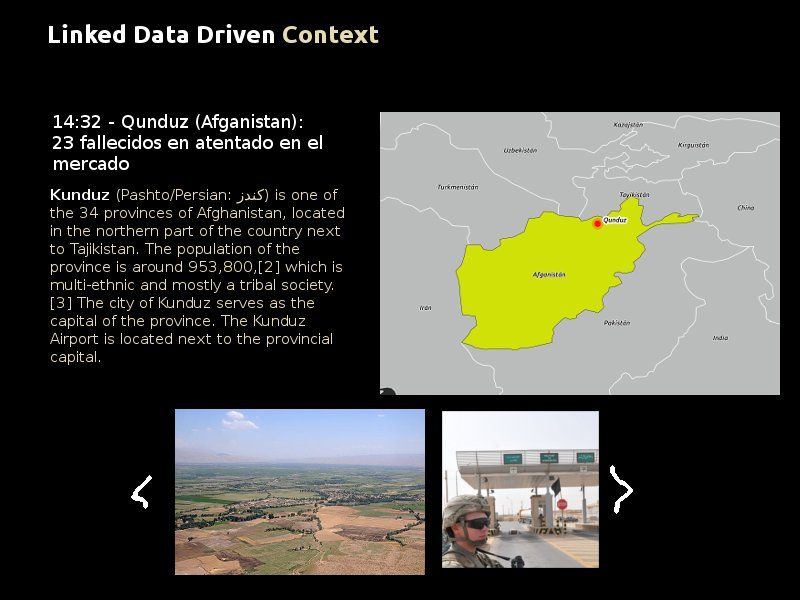 Linked Data Driven Context
14:32 - Qunduz (Afganistan):
23 fallecidos en atentado en el
mercado
Kunduz (Pashto/Persian: کندز) is one of
the 34 provinces of Afghanistan, located
in the northern part of the country next
to Tajikistan. The population of the
province is around 953,800,[2] which is
multi-ethnic and mostly a tribal society.
[3] The city of Kunduz serves as the
capital of the province. The Kunduz
Airport is located next to the provincial
capital.
Kazajstán
Uzbekistán
Kirguistán
Turkmenistán
Tayikistán
China
Qunduz
Afganistán
Irán
Pakistán
India